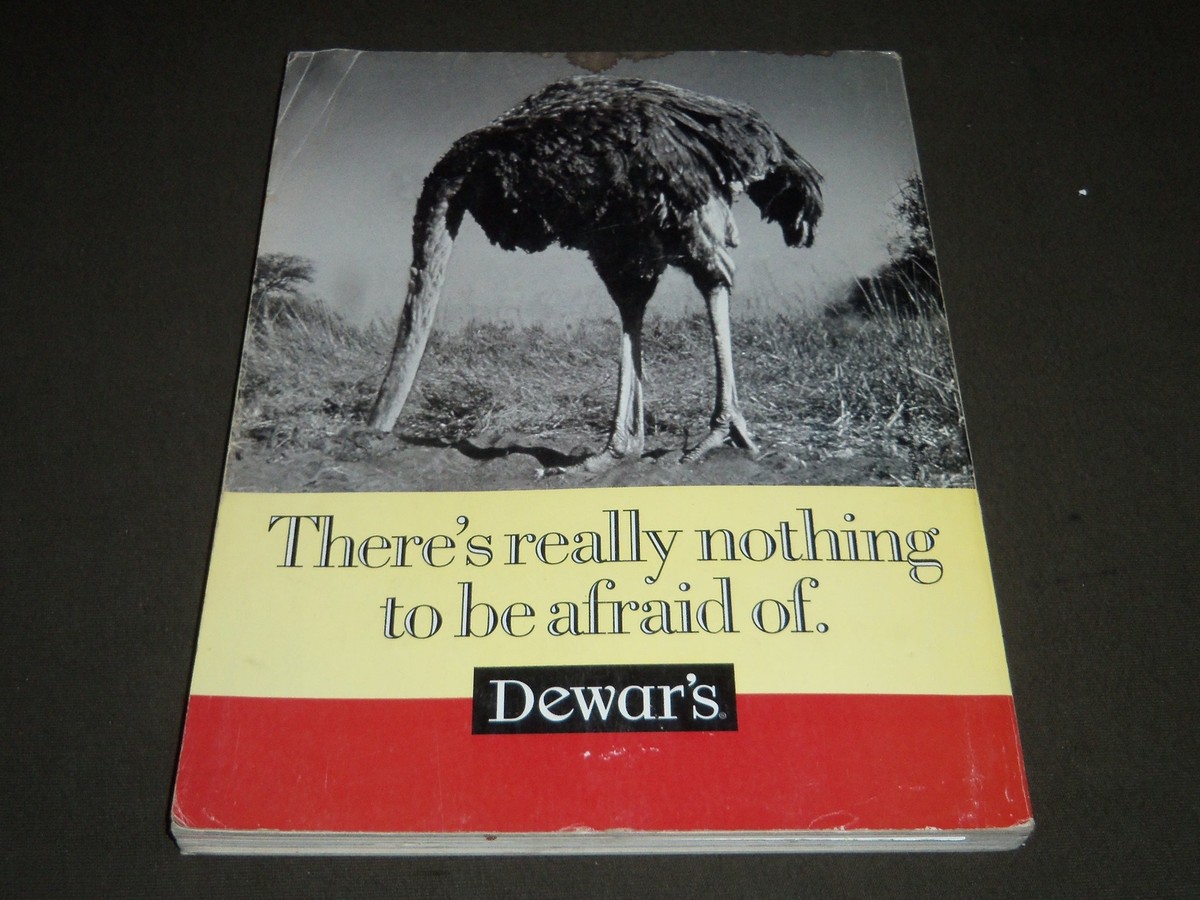 There's really nothing
to be afraid of.
Dewar's®